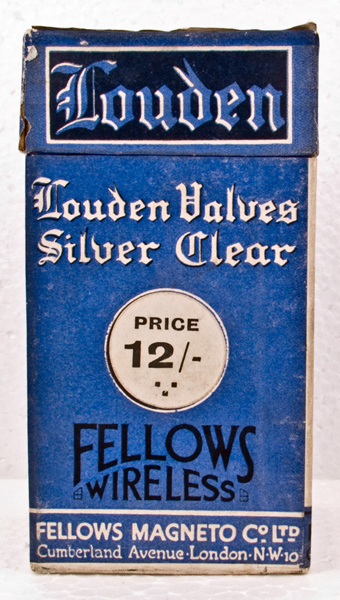 Louden
Louden Valves
Silver Clear
PRICE
12/-
FELLOWS
WIRELESS
FELLOWS MAGNETO Co. LTD
Cumberland Avenue·London·N·W·10